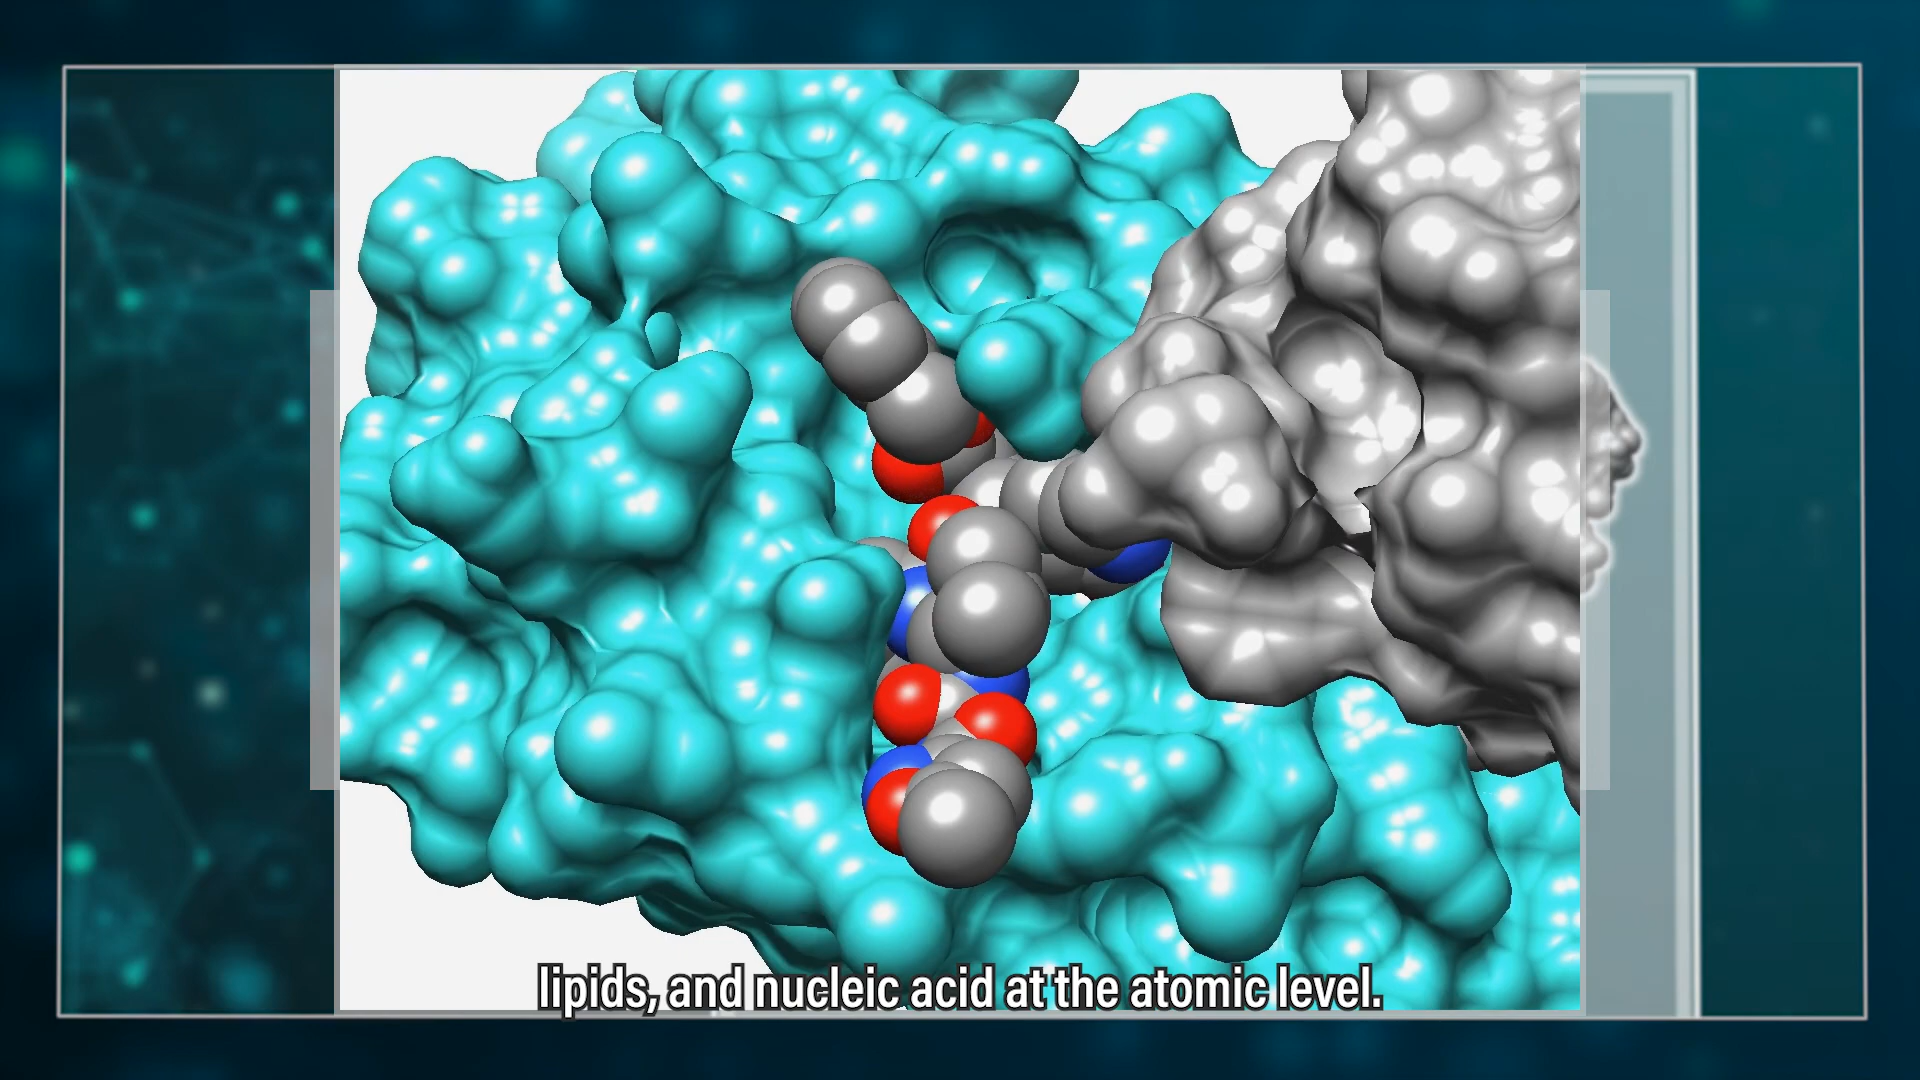 lipids, and nucleic acid at the atomic level.